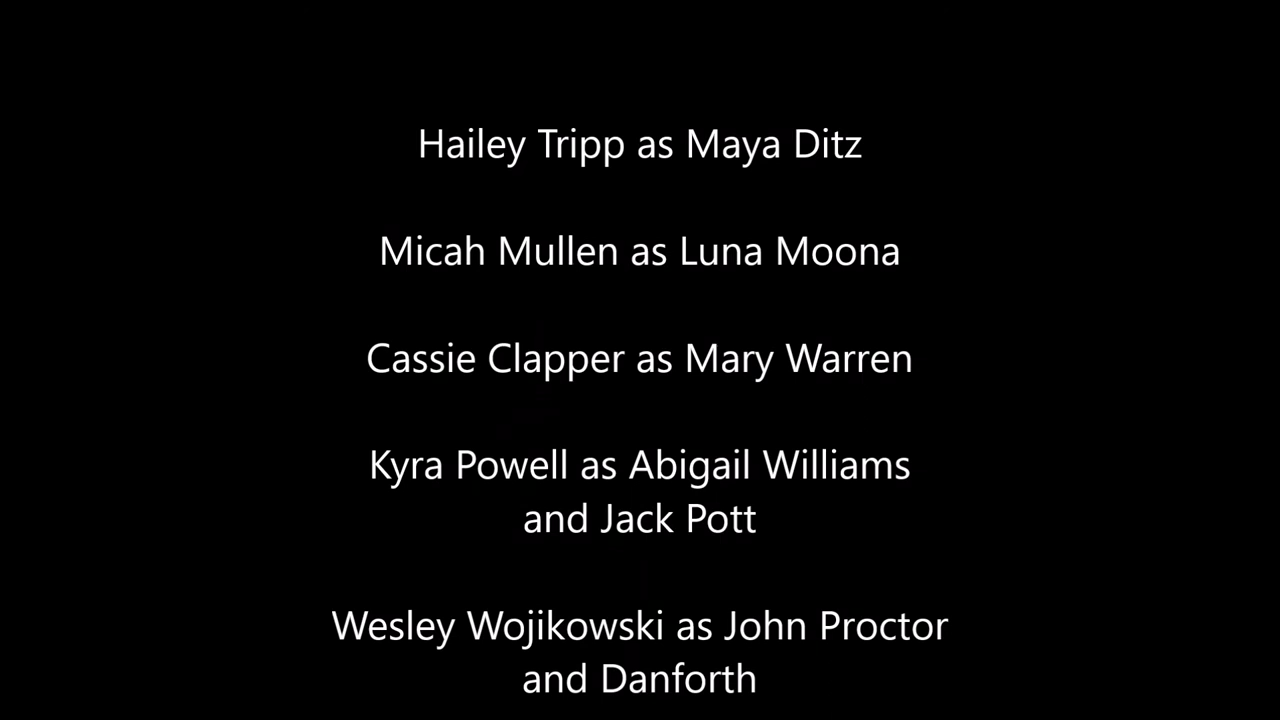 Hailey Tripp as Maya Ditz
Micah Mullen as Luna Moona
Cassie Clapper as Mary Warren
Kyra Powell as Abigail Williams
and Jack Pott
Wesley Wojikowski as John Proctor
and Danforth